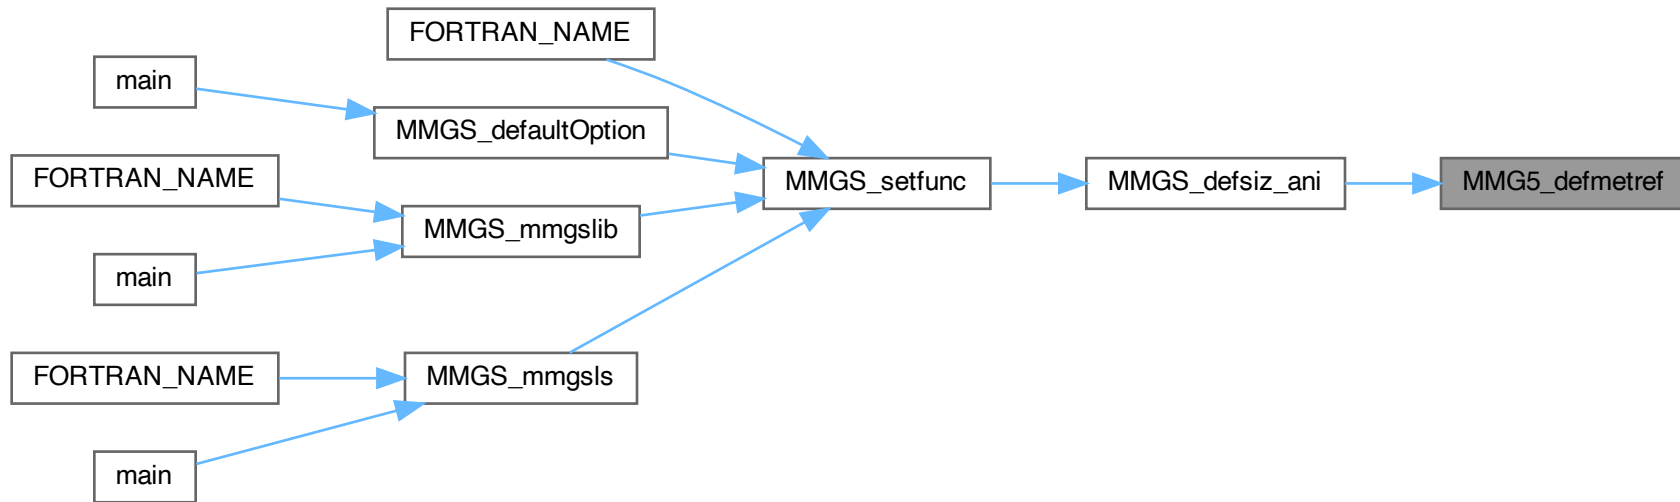 FORTRAN_NAME
main
MMGS_defaultOption
FORTRAN_NAME
MMGS_setfunc
MMGS_defsiz_ani
MMG5_defmetref
MMGS_mmgslib
main
FORTRAN_NAME
MMGS_mmgsls
main